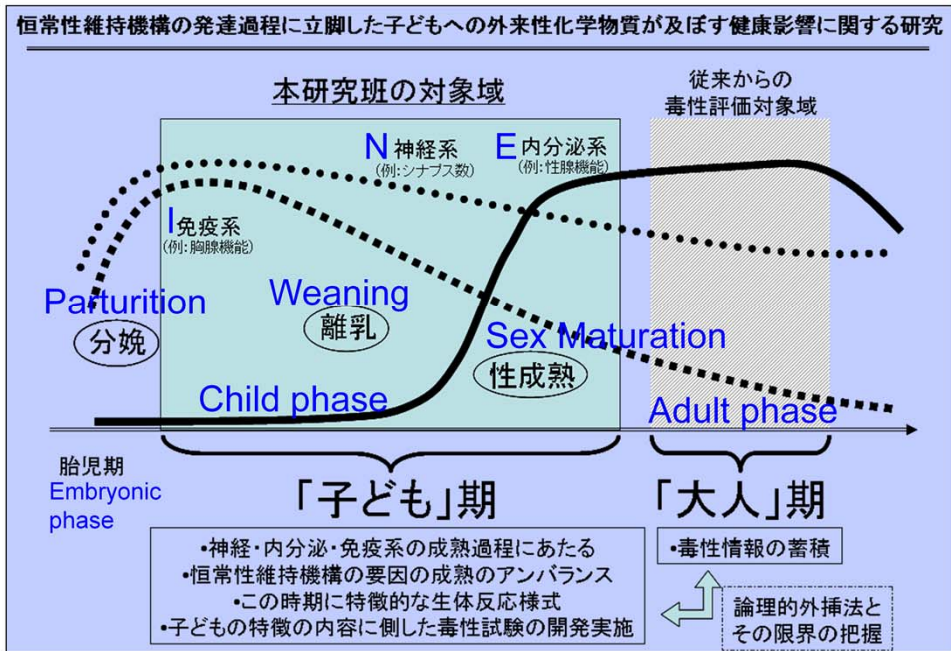 恒常性維持機構の発達過程に立脚した子どもへの外来性化学物質が及ぼす健康影響に関する研究
本研究班の対象域
従来からの
毒性評価対象域
N 神経系
(例:シナプス数)
E 内分泌系
(例:性腺機能)
I 免疫系
(例:胸腺機能)
Parturition
分娩
Weaning
離乳
Sex Maturation
性成熟
Child phase
Adult phase
胎児期
Embryonic
phase
「子ども」期
「大人」期
•神経・内分泌・免疫系の成熟過程にあたる
•恒常性維持機構の要因の成熟のアンバランス
•この時期に特徴的な生体反応様式
•子どもの特徴の内容に側した毒性試験の開発実施
•毒性情報の蓄積
論理的外挿法と
その限界の把握